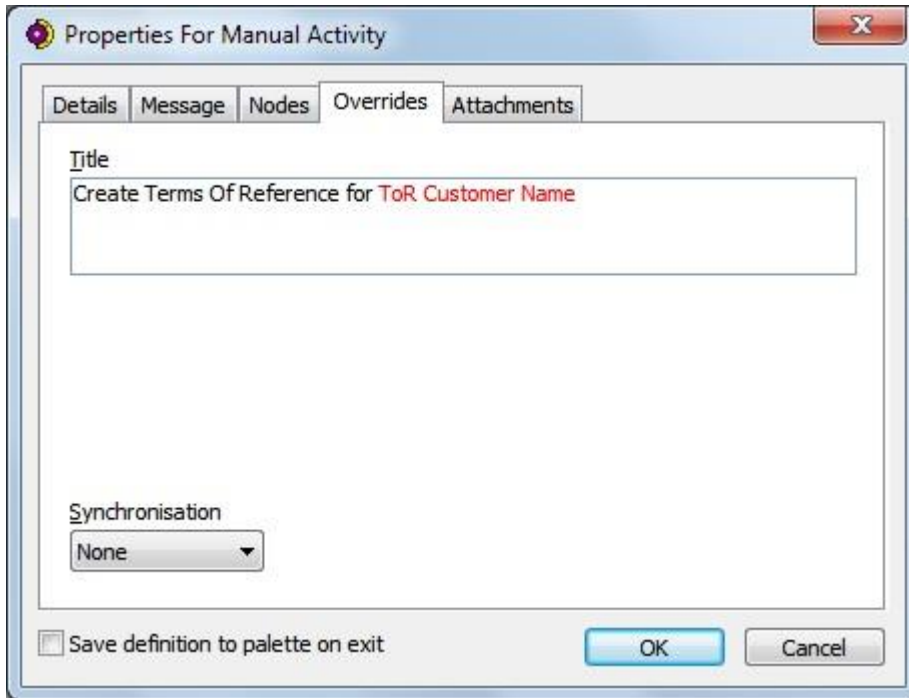 Properties For Manual Activity
Details Message Nodes Overrides Attachments
Title
Create Terms Of Reference for ToR Customer Name
Synchronisation
None
Save definition to palette on exit
OK Cancel